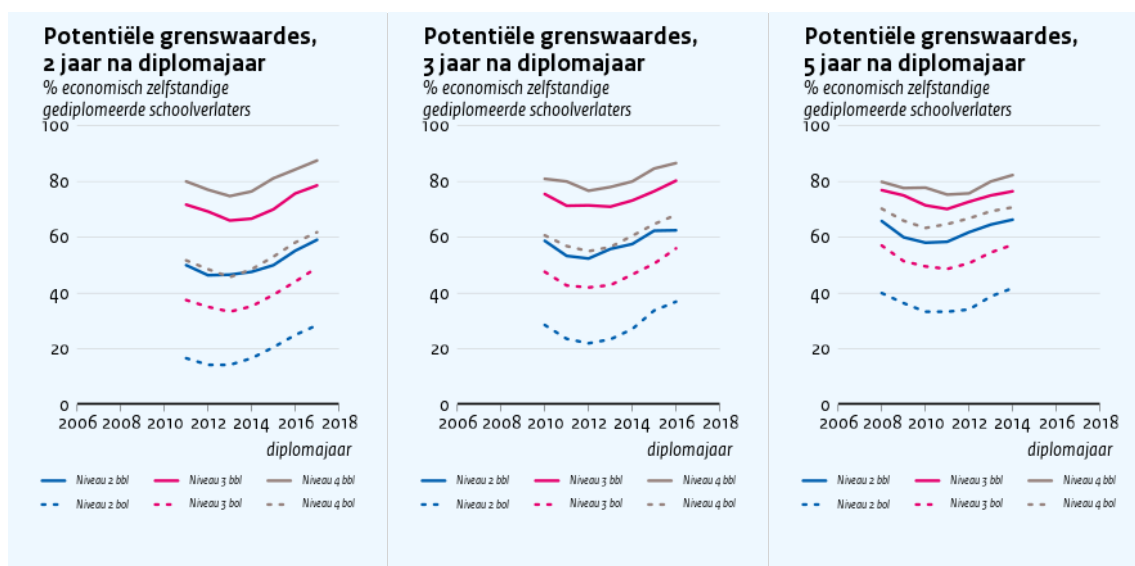 Potentiële grenswaardes,
2 jaar na diplomajaar
% economisch zelfstandige
gediplomeerde schoolverlaters
100
80
60
40
20
0
2006 2008 2010 2012 2014 2016 2018
diplomajaar
Niveau 2 bbl Niveau 3 bbl Niveau 4 bbl
Niveau 2 bol Niveau 3 bol Niveau 4 bol
Potentiële grenswaardes,
3 jaar na diplomajaar
% economisch zelfstandige
gediplomeerde schoolverlaters
100
80
60
40
20
0
2006 2008 2010 2012 2014 2016 2018
diplomajaar
Niveau 2 bbl Niveau 3 bbl Niveau 4 bbl
Niveau 2 bol Niveau 3 bol Niveau 4 bol
Potentiële grenswaardes,
5 jaar na diplomajaar
% economisch zelfstandige
gediplomeerde schoolverlaters
100
80
60
40
20
0
2006 2008 2010 2012 2014 2016 2018
diplomajaar
Niveau 2 bbl Niveau 3 bbl Niveau 4 bbl
Niveau 2 bol Niveau 3 bol Niveau 4 bol